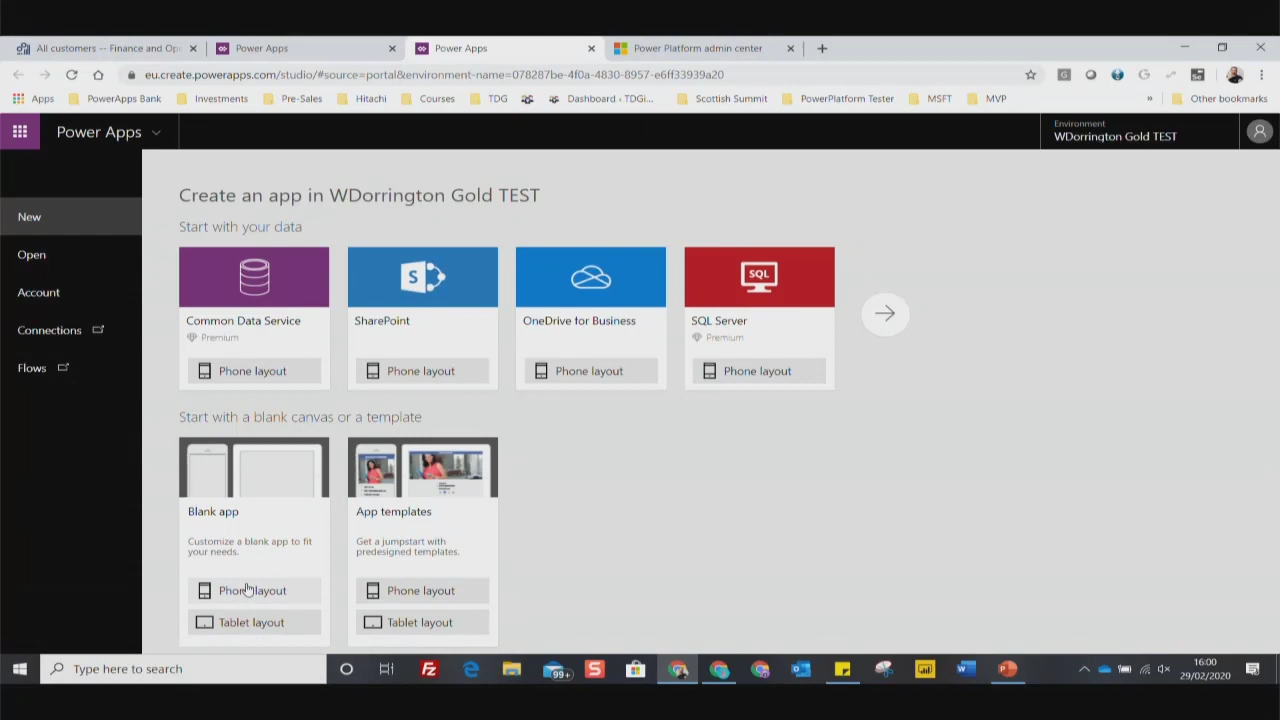 All customers -- Finance and Op
Power Apps
Power Apps
Power Platform admin center
eu.create.powerapps.com/studio/#source=portal&environment-name=078287be-4f0a-4830-8957-e6ff33939a20
Apps
PowerApps Bank
Investments
Pre-Sales
Hitachi
Courses
TDG
Dashboard ‹ TDGi...
Scottish Summit
PowerPlatform Tester
MSFT
MVP
»
Other bookmarks
Power Apps
Environment
WDorrington Gold TEST
New
Open
Account
Connections
Flows
Create an app in WDorrington Gold TEST
Start with your data
Common Data Service
Premium
Phone layout
S
SharePoint
Phone layout
OneDrive for Business
Phone layout
SQL
SQL Server
Premium
Phone layout
Start with a blank canvas or a template
Blank app
Customize a blank app to fit
your needs.
Phone layout
Tablet layout
App templates
Get a jumpstart with
predesigned templates.
Phone layout
Tablet layout
Type here to search
99+
16:00
29/02/2020